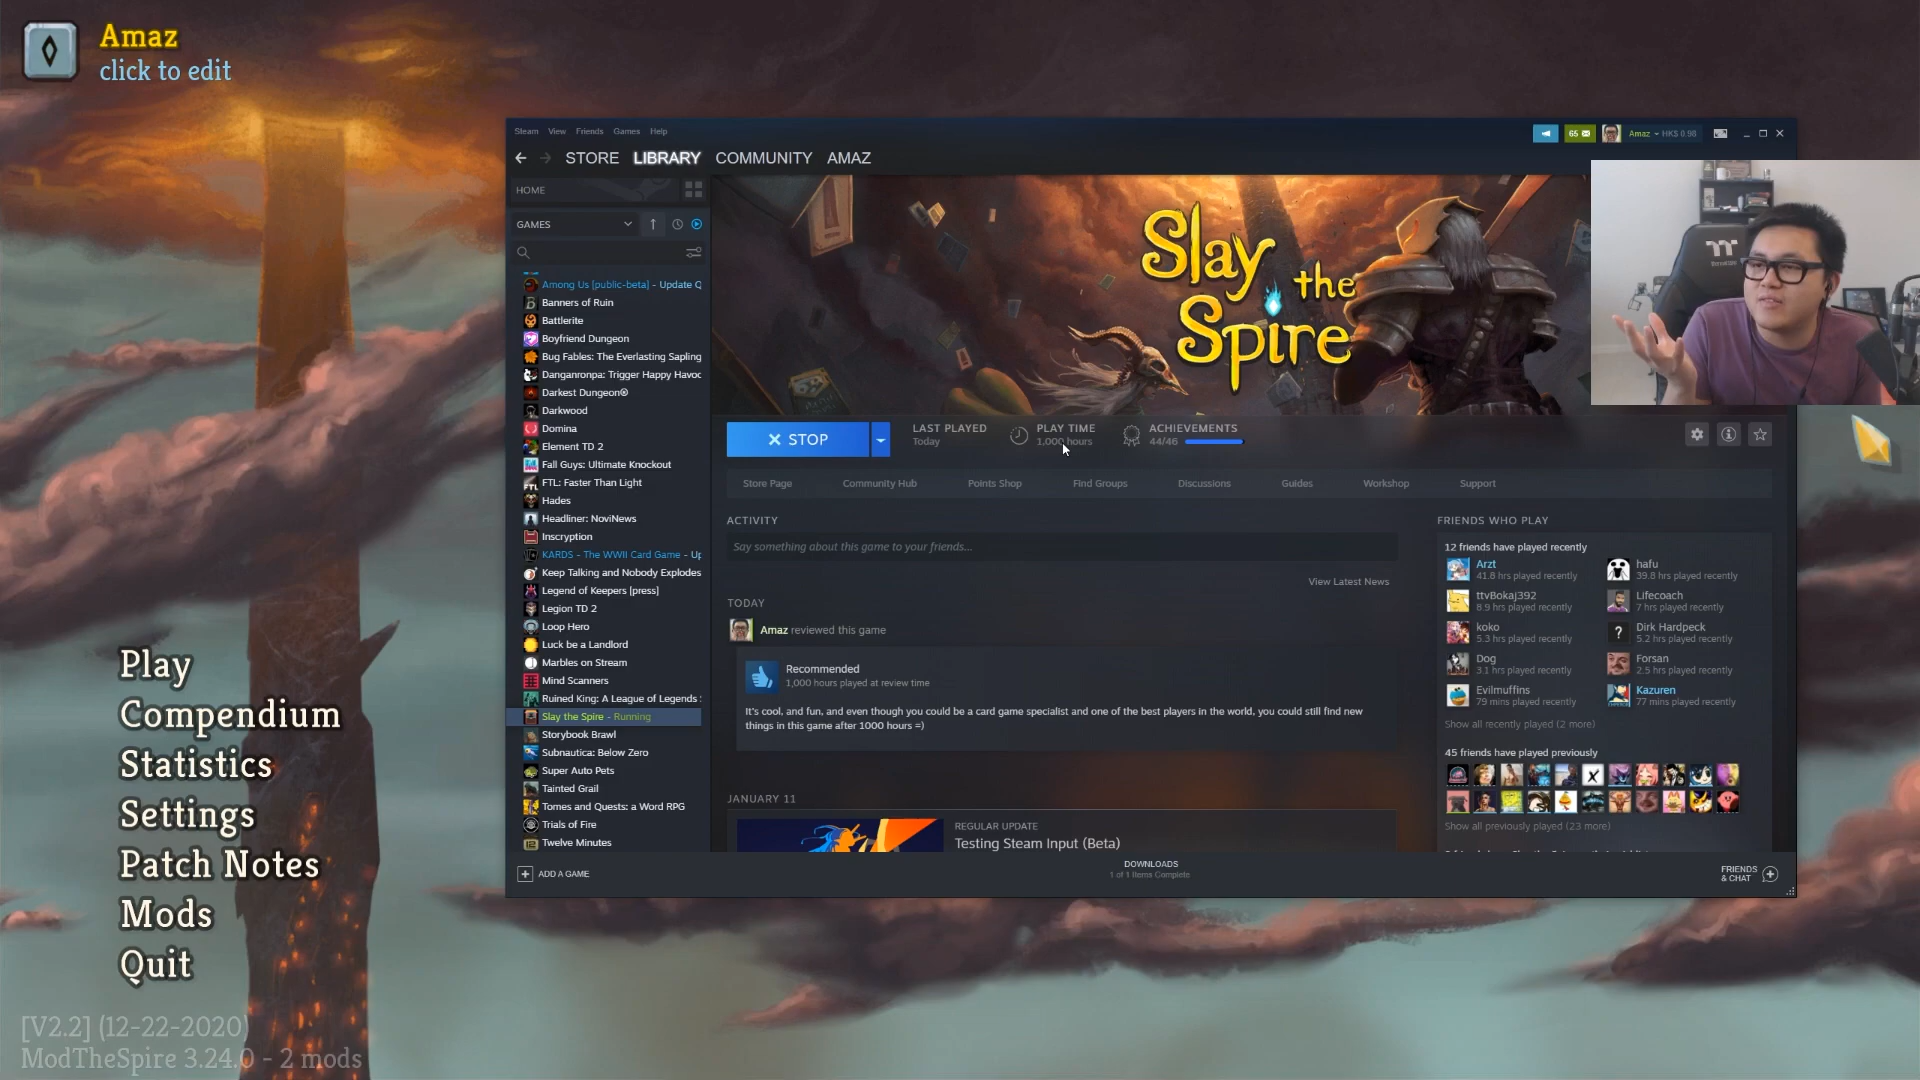 Amaz
click to edit
Steam View Friends Games Help
65
Amaz HK$ 0.98
STORE LIBRARY COMMUNITY AMAZ
HOME
GAMES
Among Us [public-beta] - Update Q
Banners of Ruin
Battlerite
Boyfriend Dungeon
Bug Fables: The Everlasting Sapling
Danganronpa: Trigger Happy Havoc
Darkest Dungeon®
Darkwood
Domina
Element TD 2
Fall Guys: Ultimate Knockout
FTL: Faster Than Light
Hades
Headliner: NoviNews
Inscryption
KARDS - The WWII Card Game - Up
Keep Talking and Nobody Explodes
Legend of Keepers [press]
Legion TD 2
Loop Hero
Luck be a Landlord
Marbles on Stream
Mind Scanners
Ruined King: A League of Legends
Slay the Spire - Running
Storybook Brawl
Subnautica: Below Zero
Super Auto Pets
Tainted Grail
Tomes and Quests: a Word RPG
Trials of Fire
Twelve Minutes
ADD A GAME
Slay the Spire
STOP
LAST PLAYED
Today
PLAY TIME
1,000 hours
ACHIEVEMENTS
44/46
Store Page Community Hub Points Shop Find Groups Discussions Guides Workshop Support
ACTIVITY
Say something about this game to your friends...
View Latest News
TODAY
Amaz reviewed this game
Recommended
1,000 hours played at review time
It's cool, and fun, and even though you could be a card game specialist and one of the best players in the world, you could still find new
things in this game after 1000 hours =)
JANUARY 11
REGULAR UPDATE
Testing Steam Input (Beta)
FRIENDS WHO PLAY
12 friends have played recently
Arzt
41.8 hrs played recently
hafu
39.8 hrs played recently
ttvBokaj392
8.9 hrs played recently
Lifecoach
7 hrs played recently
koko
5.3 hrs played recently
Dirk Hardpeck
5.2 hrs played recently
Dog
3.1 hrs played recently
Forsan
2.5 hrs played recently
Evilmuffins
79 mins played recently
Kazuren
77 mins played recently
Show all recently played (2 more)
45 friends have played previously
Show all previously played (23 more)
DOWNLOADS
1 of 1 Items Complete
FRIENDS
& CHAT
Play
Compendium
Statistics
Settings
Patch Notes
Mods
Quit
[V2.2] (12-22-2020)
ModTheSpire 3.24.0 - 2 mods